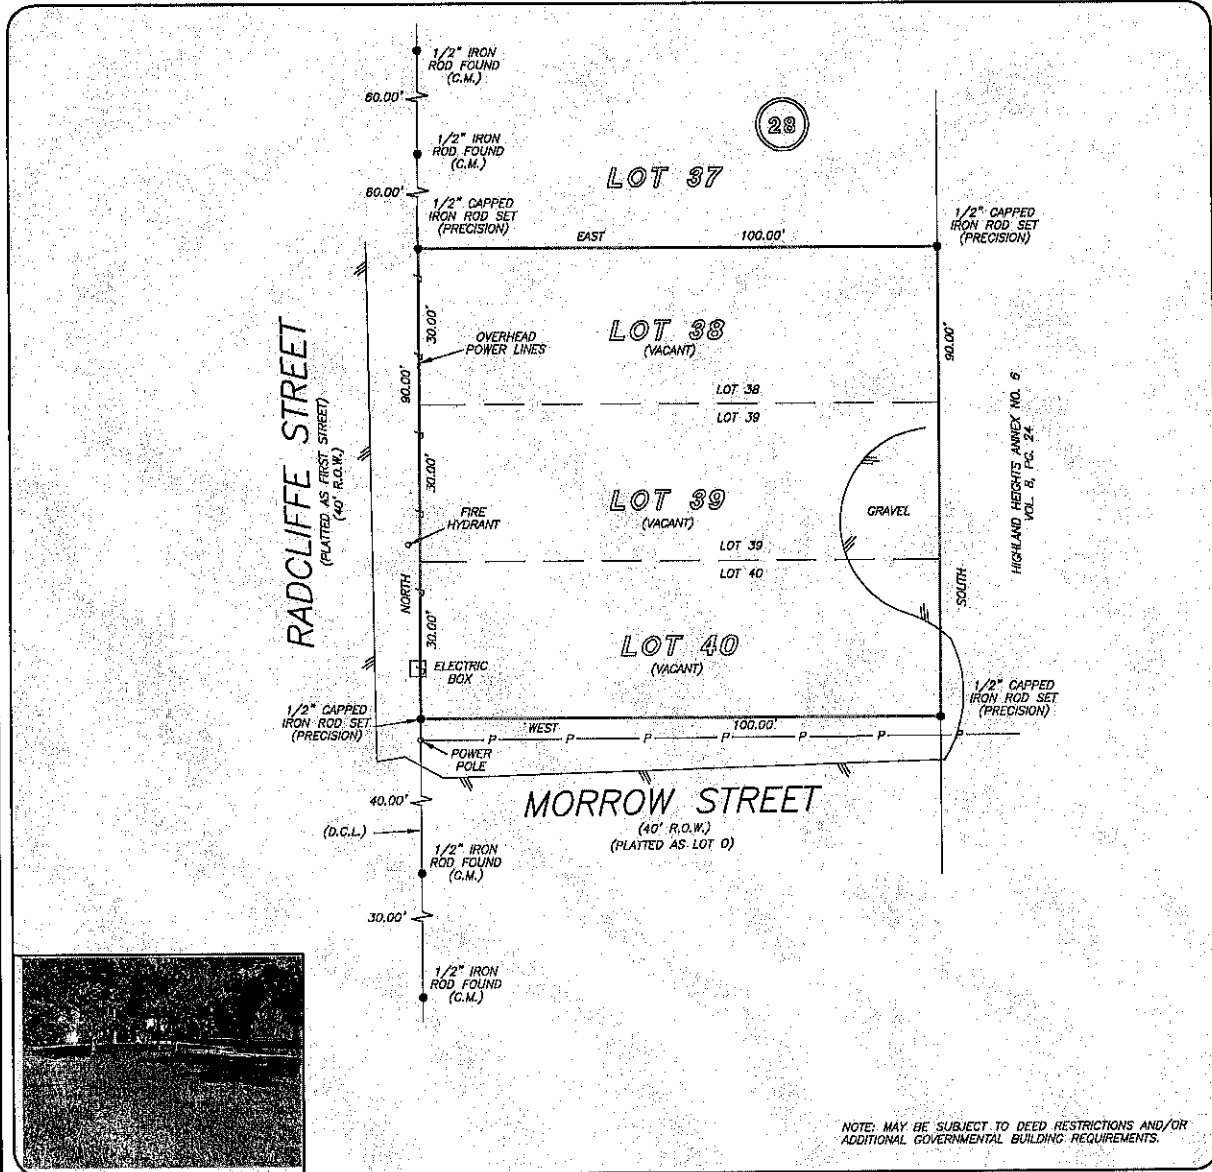 1/2" IRON
ROD FOUND
(C.M.)
60.00'
28
1/2" IRON
ROD FOUND
(C.M.)
LOT 37
60.00'
1/2" CAPPED
IRON ROD SET
(PRECISION)
1/2" CAPPED
IRON ROD SET
(PRECISION)
EAST 100.00'
RADCLIFFE STREET
(PLATTED AS FIRST STREET)
(40' R.O.W.)
90.00'
30.00'
OVERHEAD
POWER LINES
LOT 38
(VACANT)
90.00'
LOT 38
LOT 39
HIGHLAND HEIGHTS ANNEX NO. 6
VOL. 8, PG. 24
30.00'
LOT 39
(VACANT)
GRAVEL
FIRE
HYDRANT
LOT 39
LOT 40
NORTH
SOUTH
30.00'
LOT 40
(VACANT)
ELECTRIC
BOX
1/2" CAPPED
IRON ROD SET
(PRECISION)
1/2" CAPPED
IRON ROD SET
(PRECISION)
WEST 100.00'
P P P P P P P
POWER
POLE
MORROW STREET
(40' R.O.W.)
(PLATTED AS LOT O)
40.00'
(D.C.L.)
1/2" IRON
ROD FOUND
(C.M.)
30.00'
1/2" IRON
ROD FOUND
(C.M.)
NOTE: MAY BE SUBJECT TO DEED RESTRICTIONS AND/OR
ADDITIONAL GOVERNMENTAL BUILDING REQUIREMENTS.